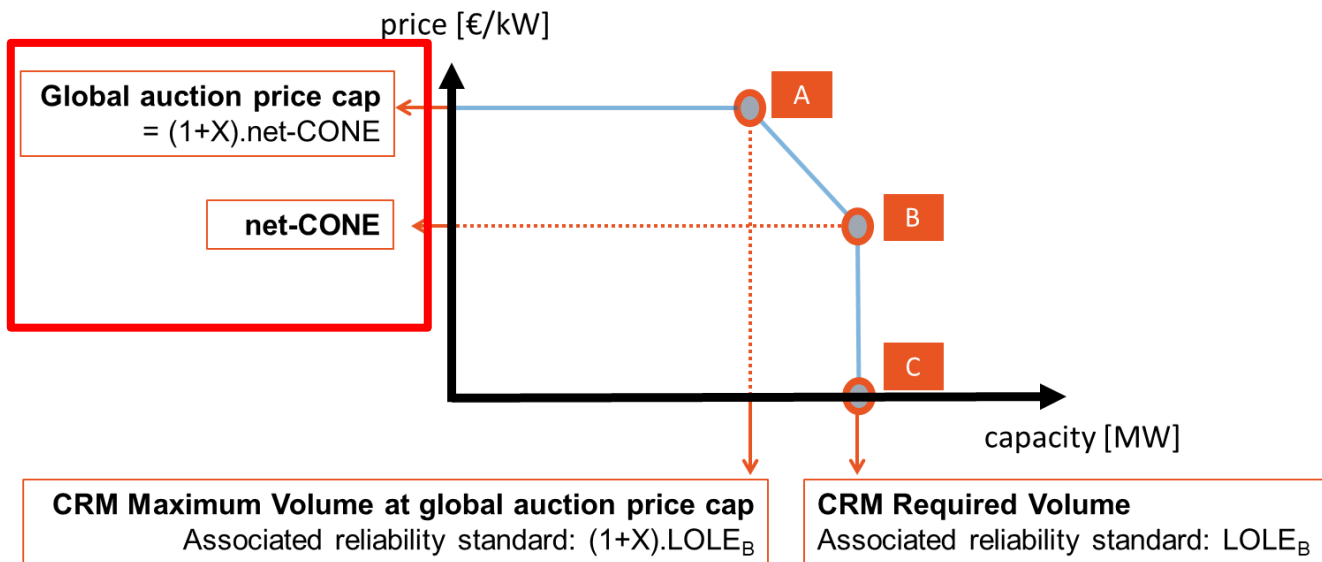 price [€/kW]
Global auction price cap
= (1+X).net-CONE
A
net-CONE
B
C
capacity [MW]
CRM Maximum Volume at global auction price cap
Associated reliability standard: (1+X).LOLE_B
CRM Required Volume
Associated reliability standard: LOLE_B